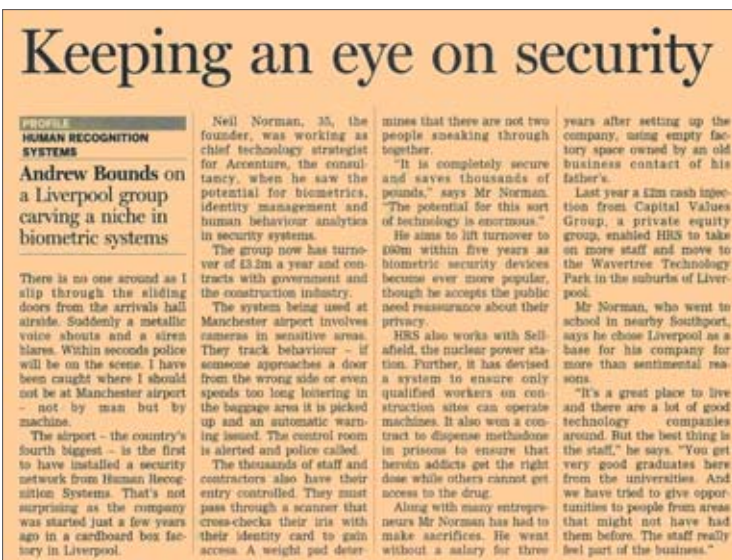 Keeping an eye on security
PROFILE
HUMAN RECOGNITION
SYSTEMS
Andrew Bounds on
a Liverpool group
carving a niche in
biometric systems
There is no one around as I
slip through the sliding
doors from the arrivals hall
airside. Suddenly a metallic
voice shouts and a siren
blares. Within seconds police
will be on the scene. I have
been caught where I should
not be at Manchester airport
– not by man but by
machine.
The airport – the country's
fourth biggest – is the first
to have installed a security
network from Human Recog-
nition Systems. That's not
surprising as the company
was started just a few years
ago in a cardboard box fac-
tory in Liverpool.
Neil Norman, 35, the
founder, was working as
chief technology strategist
for Accenture, the consul-
tancy, when he saw the
potential for biometrics,
identity management and
human behaviour analytics
in security systems.
The group now has turno-
ver of £3.2m a year and con-
tracts with government and
the construction industry.
The system being used at
Manchester airport involves
cameras in sensitive areas.
They track behaviour – if
someone approaches a door
from the wrong side or even
spends too long loitering in
the baggage area it is picked
up and an automatic warn-
ing issued. The control room
is alerted and police called.
The thousands of staff and
contractors also have their
entry controlled. They must
pass through a scanner that
cross-checks their iris with
their identity card to gain
access. A weight pad deter-
mines that there are not two
people sneaking through
together.
"It is completely secure
and saves thousands of
pounds," says Mr Norman.
"The potential for this sort
of technology is enormous."
He aims to lift turnover to
£60m within five years as
biometric security devices
become ever more popular,
though he accepts the public
need reassurance about their
privacy.
HRS also works with Sell-
afield, the nuclear power sta-
tion. Further, it has devised
a system to ensure only
qualified workers on con-
struction sites can operate
machines. It also won a con-
tract to dispense methadone
in prisons to ensure that
heroin addicts get the right
dose while others cannot get
access to the drug.
Along with many entrepre-
neurs Mr Norman has had to
make sacrifices. He went
without a salary for three
years after setting up the
company, using empty fac-
tory space owned by an old
business contact of his
father's.
Last year a £2m cash injec-
tion from Capital Values
Group, a private equity
group, enabled HRS to take
on more staff and move to
the Wavertree Technology
Park in the suburbs of Liver-
pool.
Mr Norman, who went to
school in nearby Southport,
says he chose Liverpool as a
base for his company for
more than sentimental rea-
sons.
"It's a great place to live
and there are a lot of good
technology companies
around. But the best thing is
the staff," he says. "You get
very good graduates here
from the universities. And
we have tried to give oppor-
tunities to people from areas
that might not have had
them before. The staff really
feel part of the business."